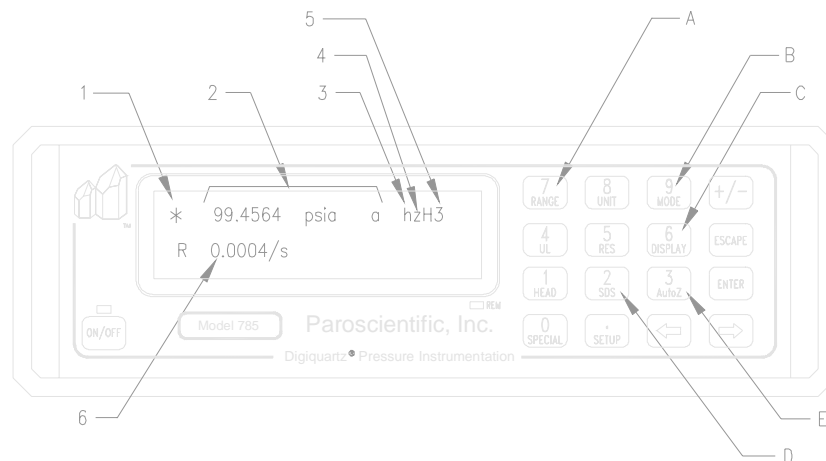 5
A
4
B
1
2
3
C
* 99.4564 psia a hzH3
R 0.0004/s
TM
7 RANGE
8 UNIT
9 MODE
+/-
4 UL
5 RES
6 DISPLAY
ESCAPE
1 HEAD
2 SDS
3 AutoZ
ENTER
REM
ON/OFF
Model 785
Paroscientific, Inc.
0 SPECIAL
. SETUP
Digiquartz® Pressure Instrumentation
6
E
D